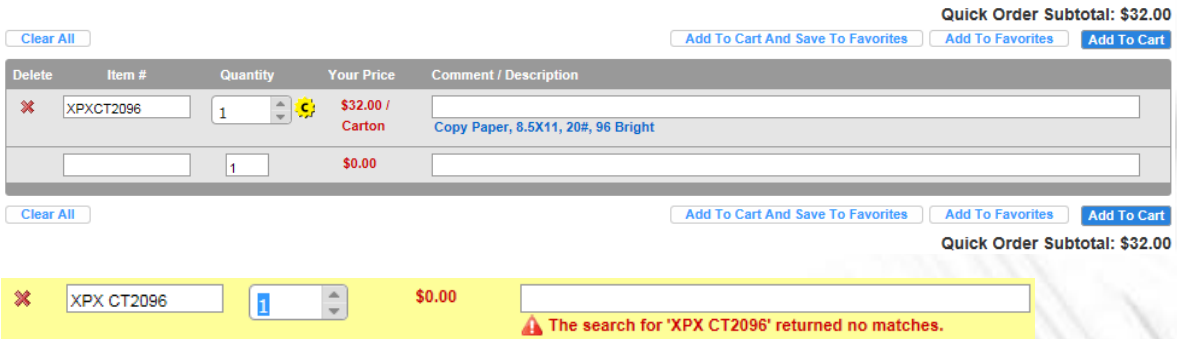 Quick Order Subtotal: $32.00
Clear All Add To Cart And Save To Favorites Add To Favorites Add To Cart
Delete Item # Quantity Your Price Comment / Description
XPXCT2096 1 C $32.00 /
Carton Copy Paper, 8.5X11, 20#, 96 Bright
1 $0.00
Clear All Add To Cart And Save To Favorites Add To Favorites Add To Cart
Quick Order Subtotal: $32.00
XPX CT2096 1 $0.00
The search for 'XPX CT2096' returned no matches.